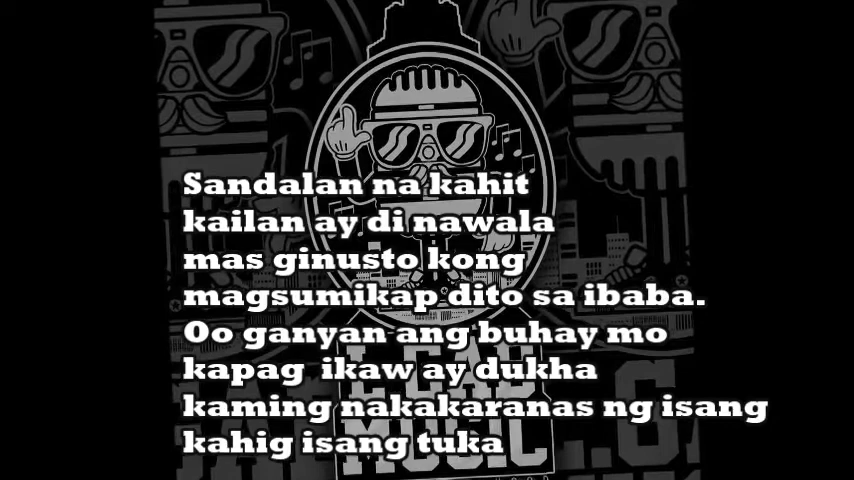 Sandalan na kahit
kailan ay di nawala
mas ginusto kong
magsumikap dito sa ibaba.
Oo ganyan ang buhay mo
kapag ikaw ay dukha
kaming nakakaranas ng isang
kahig isang tuka
MUSIC